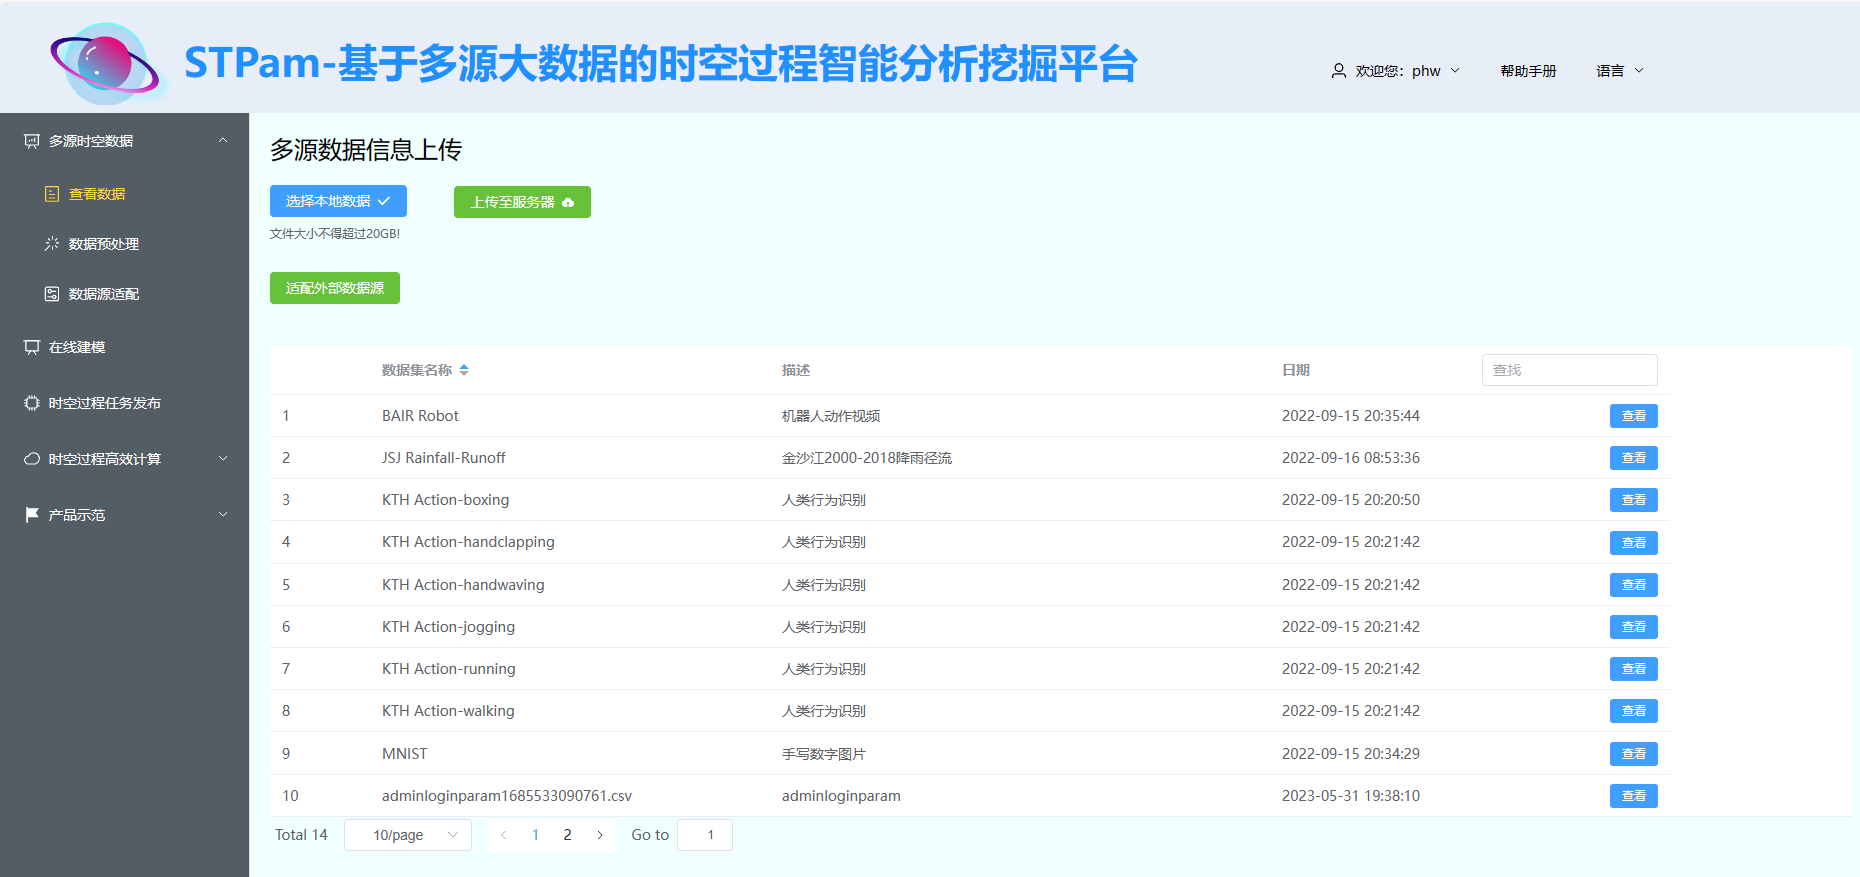 STPam-基于多源大数据的时空过程智能分析挖掘平台
欢迎您：phw 帮助手册 语言
多源时空数据
查看数据
数据预处理
数据源适配
在线建模
时空过程任务发布
时空过程高效计算
产品示范
多源数据信息上传
选择本地数据 上传至服务器
文件大小不得超过20GB!
适配外部数据源
数据集名称 描述 日期 查找
1 BAIR Robot 机器人动作视频 2022-09-15 20:35:44 查看
2 JSJ Rainfall-Runoff 金沙江2000-2018降雨径流 2022-09-16 08:53:36 查看
3 KTH Action-boxing 人类行为识别 2022-09-15 20:20:50 查看
4 KTH Action-handclapping 人类行为识别 2022-09-15 20:21:42 查看
5 KTH Action-handwaving 人类行为识别 2022-09-15 20:21:42 查看
6 KTH Action-jogging 人类行为识别 2022-09-15 20:21:42 查看
7 KTH Action-running 人类行为识别 2022-09-15 20:21:42 查看
8 KTH Action-walking 人类行为识别 2022-09-15 20:21:42 查看
9 MNIST 手写数字图片 2022-09-15 20:34:29 查看
10 adminloginparam1685533090761.csv adminloginparam 2023-05-31 19:38:10 查看
Total 14 10/page 1 2 Go to 1